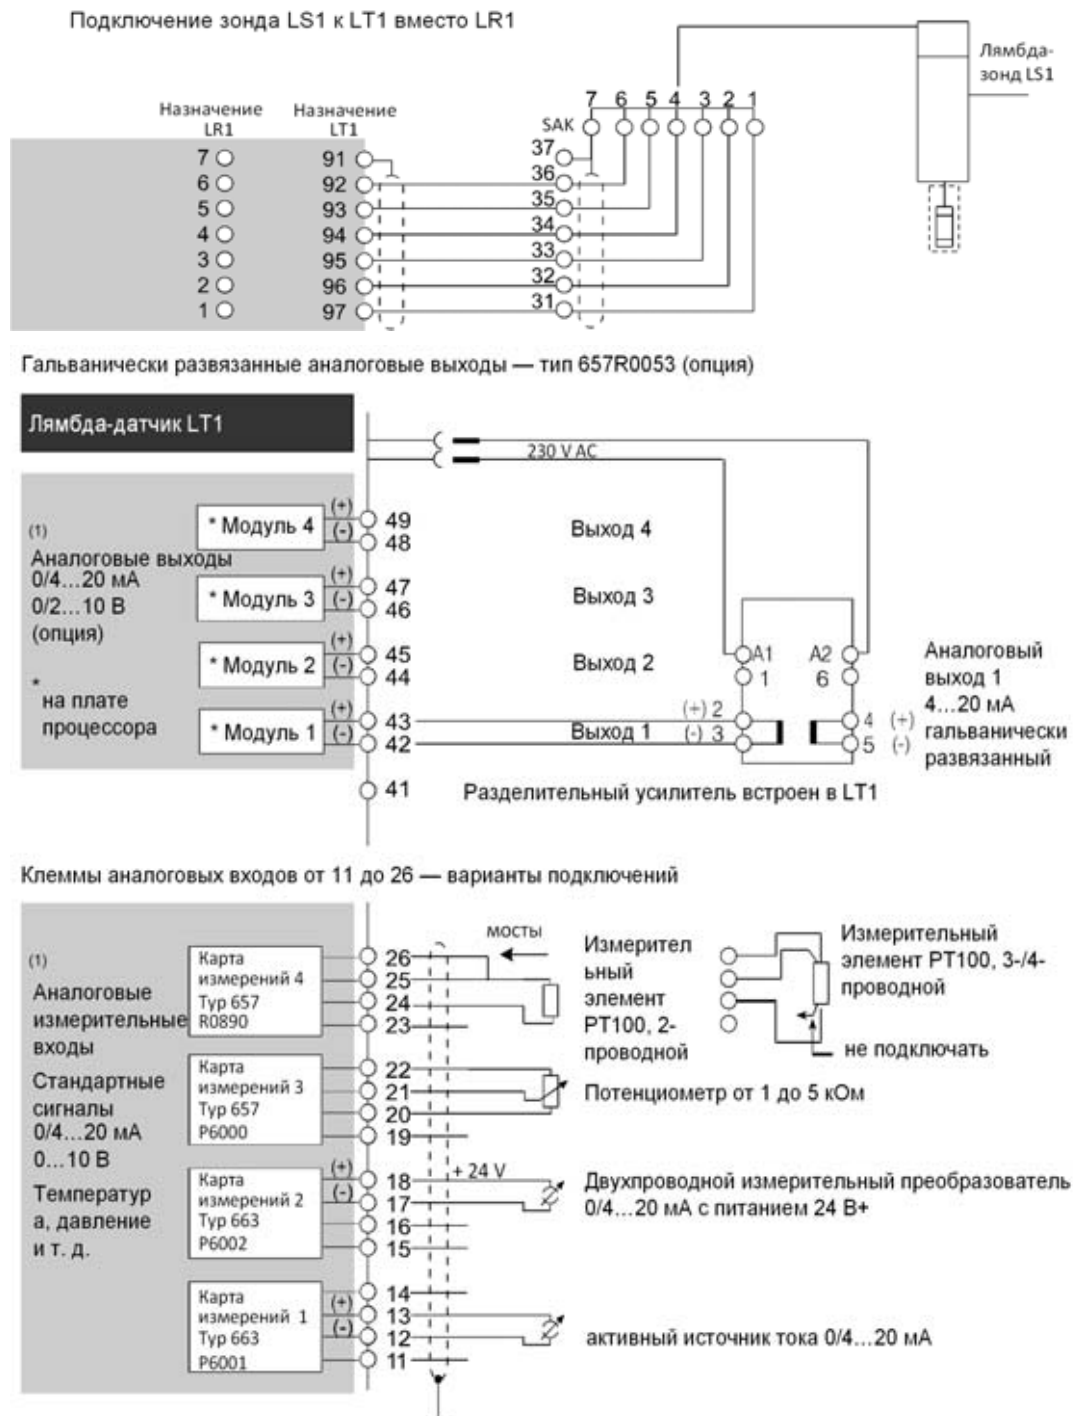 Подключение зонда LS1 к LT1 вместо LR1
Лямбда-
зонд LS1
Назначение
LR1
Назначение
LT1
SAK
7 6 5 4 3 2 1
7 91 37
6 92 36
5 93 35
4 94 34
3 95 33
2 96 32
1 97 31
Гальванически развязанные аналоговые выходы — тип 657R0053 (опция)
Лямбда-датчик LT1
230 V AC
(1)
Аналоговые выходы
0/4...20 мА
0/2...10 В
(опция)
*
на плате
процессора
* Модуль 4 (+) 49
(-) 48
Выход 4
* Модуль 3 (+) 47
(-) 46
Выход 3
* Модуль 2 (+) 45
(-) 44
Выход 2
* Модуль 1 (+) 43
(-) 42
Выход 1
41
(+) 2
(-) 3
A1 A2
1 6
4 (+)
5 (-)
Аналоговый
выход 1
4...20 мА
гальванически
развязанный
Разделительный усилитель встроен в LT1
Клеммы аналоговых входов от 11 до 26 — варианты подключений
(1)
Аналоговые
измерительные
входы
Стандартные
сигналы
0/4...20 мА
0...10 В
Температур
а, давление
и т. д.
Карта
измерений 4
Typ 657
R0890
26
25
24
23
мосты
Измерител
ьный
элемент
PT100, 2-
проводной
Измерительный
элемент PT100, 3-/4-
проводной
не подключать
Карта
измерений 3
Typ 657
P6000
22
21
20
19
Потенциометр от 1 до 5 кОм
Карта
измерений 2
Typ 663
P6002
(+) 18
(-) 17
16
15
+ 24 V
Двухпроводной измерительный преобразователь
0/4...20 мА с питанием 24 В+
Карта
измерений 1
Typ 663
P6001
14
(+) 13
(-) 12
11
активный источник тока 0/4...20 мА